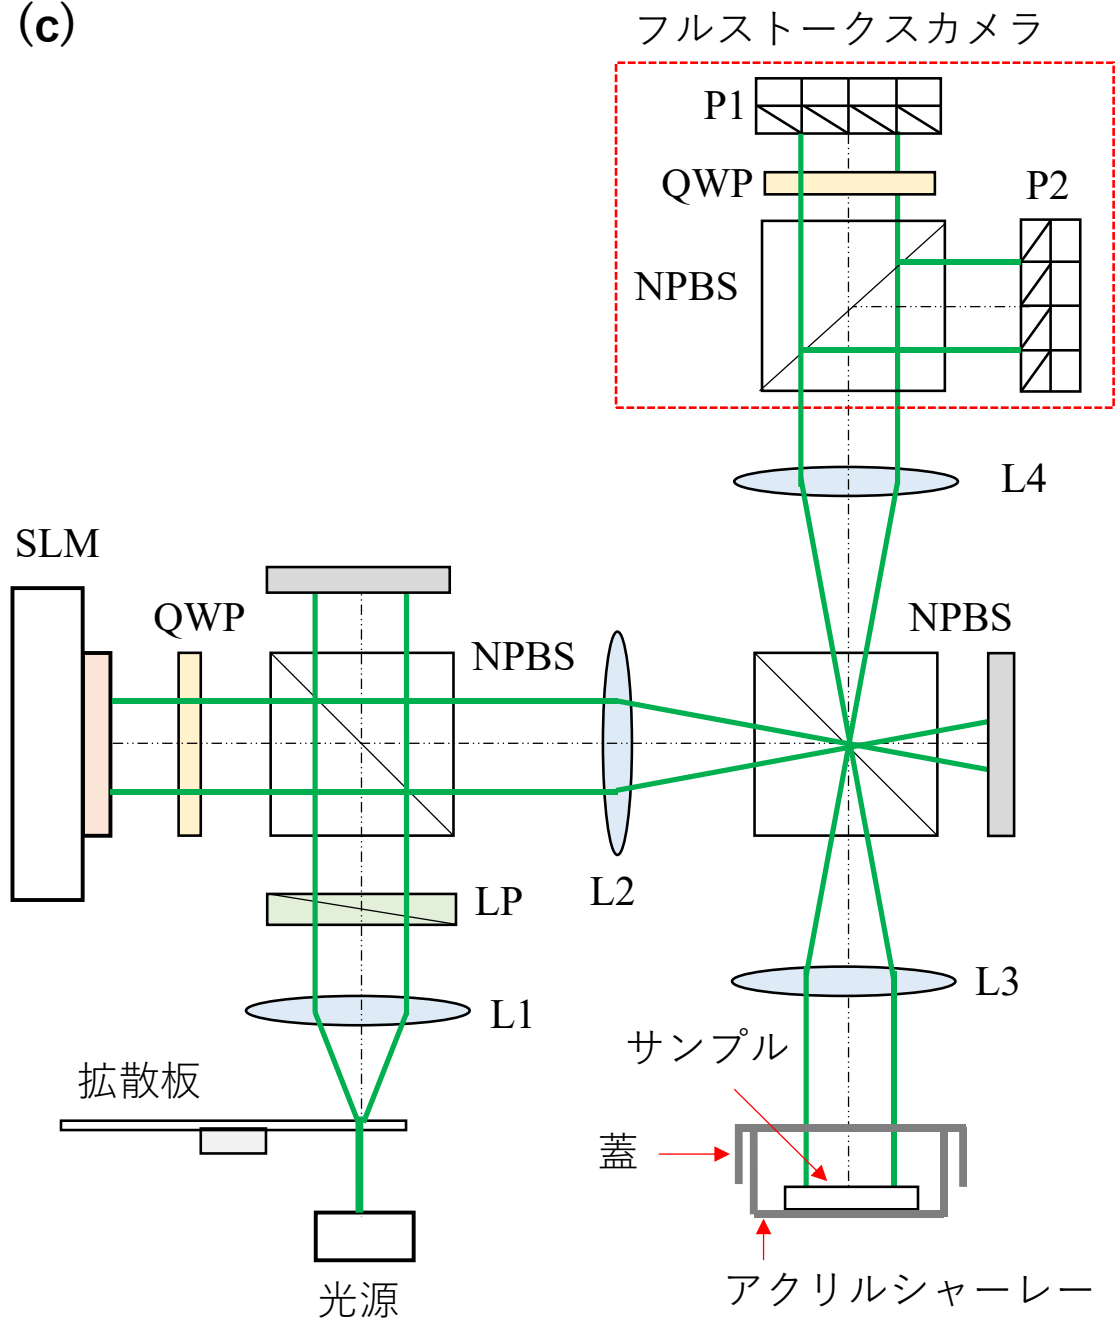 (c)
フルストークスカメラ
P1
QWP
P2
NPBS
L4
SLM
QWP
NPBS
NPBS
L2
LP
L3
L1
サンプル
拡散板
蓋
アクリルシャーレー
光源